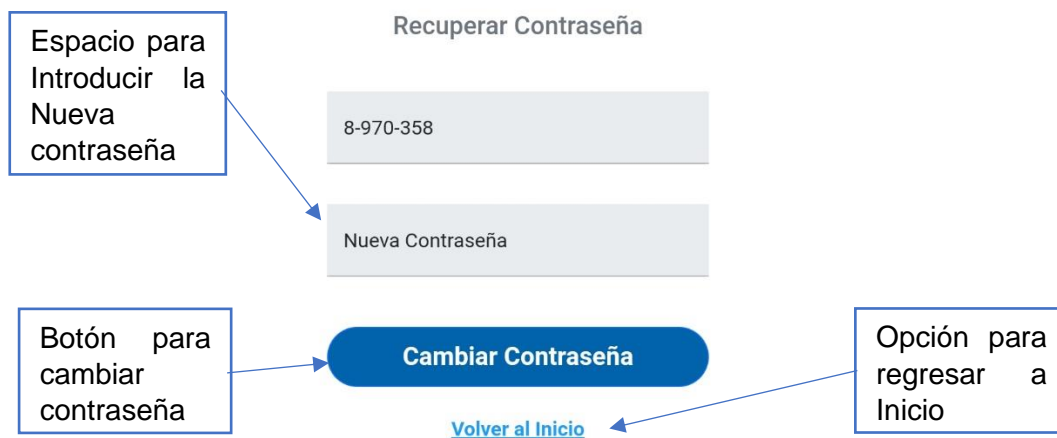 Recuperar Contraseña
Espacio para
Introducir la
Nueva
contraseña
8-970-358
Nueva Contraseña
Botón para
cambiar
contraseña
Cambiar Contraseña
Opción para
regresar a
Inicio
Volver al Inicio